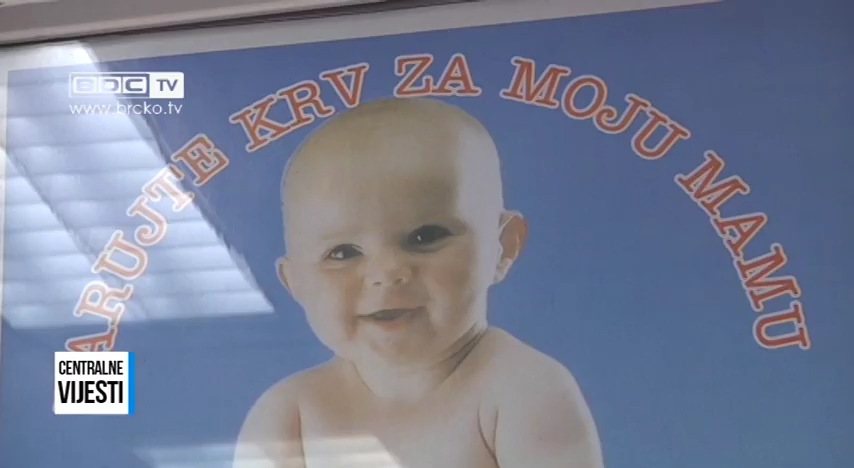 BDC TV
www.brcko.tv
ARUJTE KRV ZA MOJU MAMU
CENTRALNE
VIJESTI